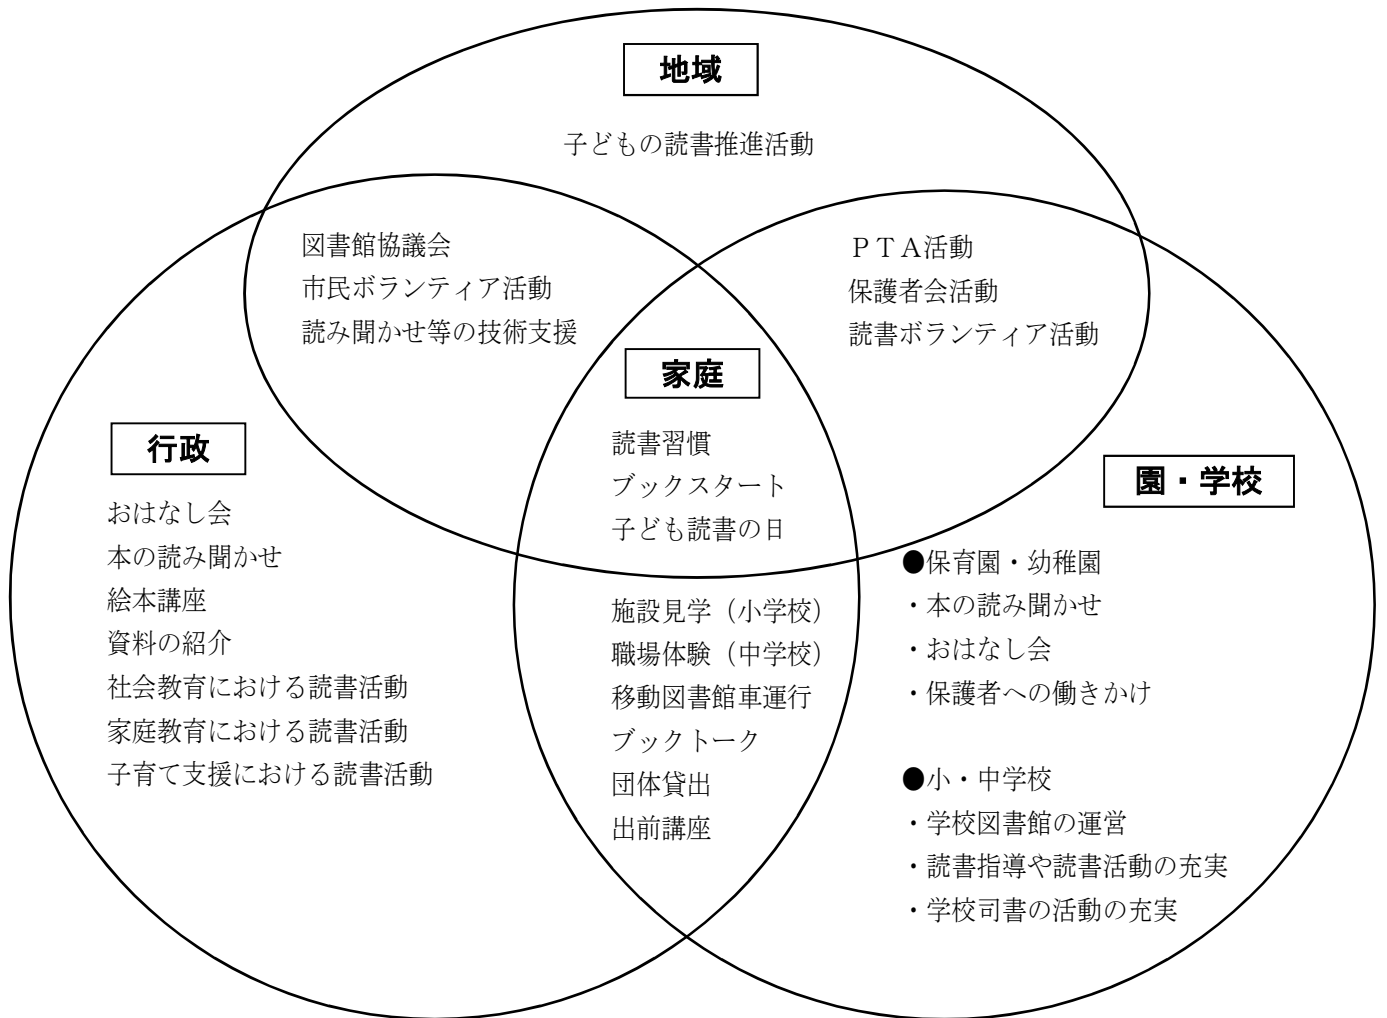 地域
子どもの読書推進活動
図書館協議会
市民ボランティア活動
読み聞かせ等の技術支援
ＰＴＡ活動
保護者会活動
読書ボランティア活動
家庭
読書習慣
ブックスタート
子ども読書の日
行政
おはなし会
本の読み聞かせ
絵本講座
資料の紹介
社会教育における読書活動
家庭教育における読書活動
子育て支援における読書活動
施設見学（小学校）
職場体験（中学校）
移動図書館車運行
ブックトーク
団体貸出
出前講座
園・学校
●保育園・幼稚園
・本の読み聞かせ
・おはなし会
・保護者への働きかけ
●小・中学校
・学校図書館の運営
・読書指導や読書活動の充実
・学校司書の活動の充実